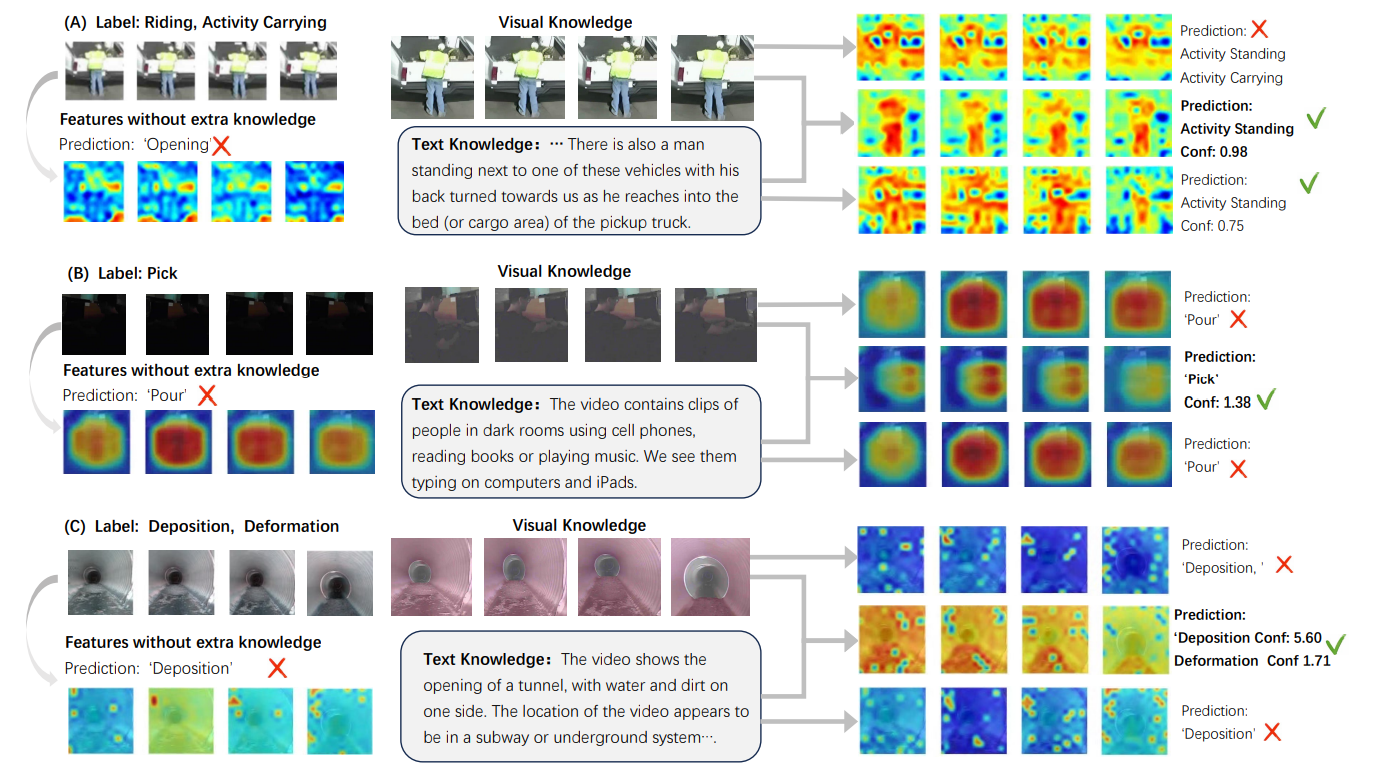 (A) Label: Riding, Activity Carrying
Features without extra knowledge
Prediction: ‘Opening’
Visual Knowledge
Text Knowledge: ··· There is also a man
standing next to one of these vehicles with his
back turned towards us as he reaches into the
bed (or cargo area) of the pickup truck.
Prediction:
Activity Standing
Activity Carrying
Prediction:
Activity Standing
Conf: 0.98
Prediction:
Activity Standing
Conf: 0.75
(B) Label: Pick
Features without extra knowledge
Prediction: ‘Pour’
Visual Knowledge
Text Knowledge: The video contains clips of
people in dark rooms using cell phones,
reading books or playing music. We see them
typing on computers and iPads.
Prediction:
‘Pour’
Prediction:
‘Pick’
Conf: 1.38
Prediction:
‘Pour’
(C) Label: Deposition, Deformation
Features without extra knowledge
Prediction: ‘Deposition’
Visual Knowledge
Text Knowledge: The video shows the
opening of a tunnel, with water and dirt on
one side. The location of the video appears to
be in a subway or underground system···.
Prediction:
‘Deposition, ’
Prediction:
‘Deposition Conf: 5.60
Deformation Conf 1.71
Prediction:
‘Deposition’